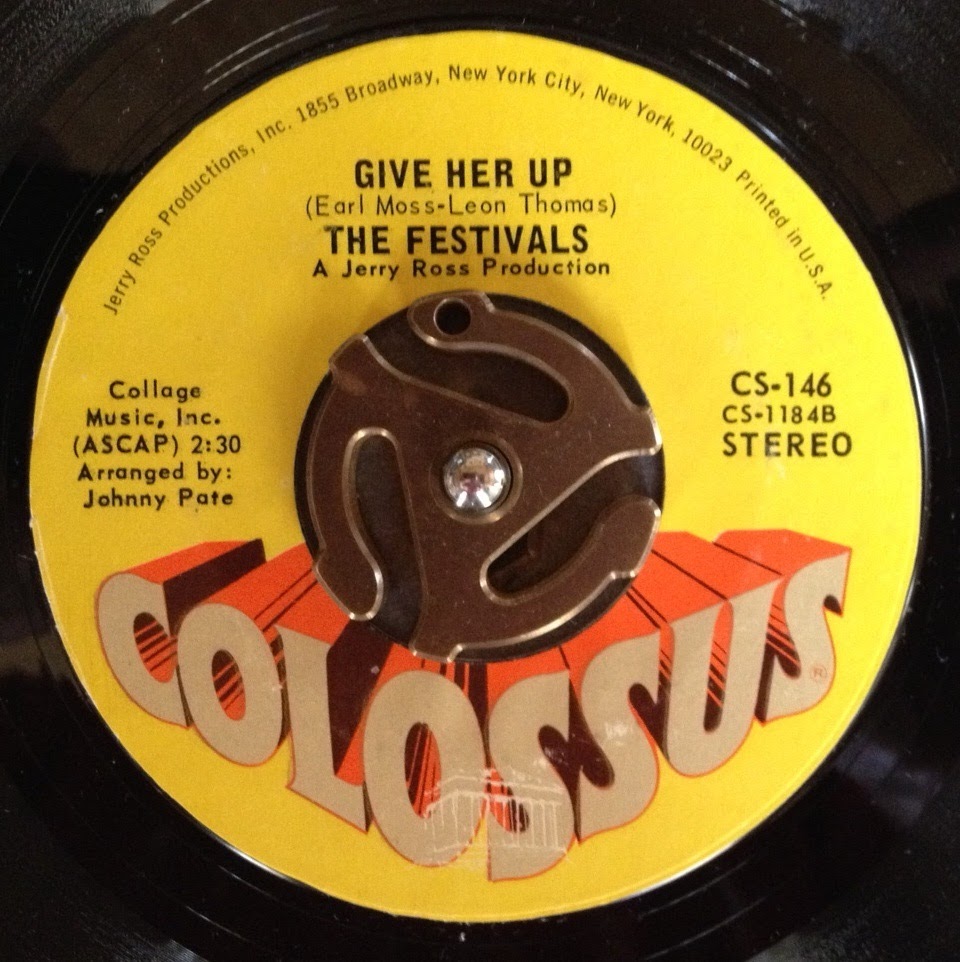 Jerry Ross Productions, Inc. 1855 Broadway, New York City, New York, 10023 Printed in U.S.A.
GIVE HER UP
(Earl Moss-Leon Thomas)
THE FESTIVALS
A Jerry Ross Production
Collage
Music, Inc.
(ASCAP) 2:30
Arranged by:
Johnny Pate
CS-146
CS-1184B
STEREO
COLOSSUS
®